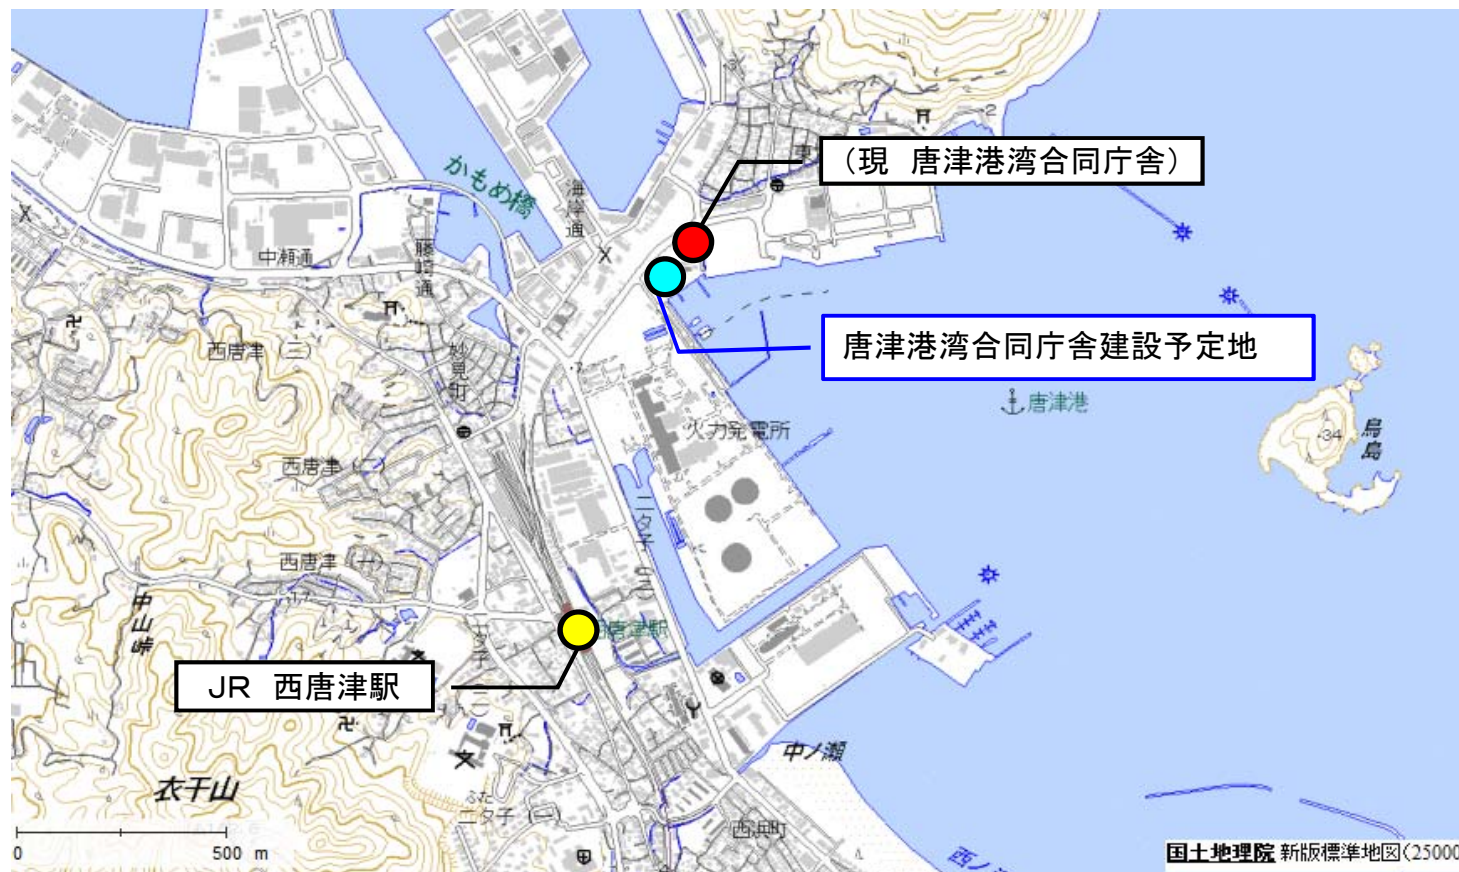 (現 唐津港湾合同庁舎)
かもめ橋
海岸通
中瀬通
藤崎通
唐津港湾合同庁舎建設予定地
西唐津(三)
妙見町
唐津港
火力発電所
鳥島
・34
西唐津(二)
二タ子(三)
西唐津(一)
中山峠
唐津駅
JR 西唐津駅
二タ子(二)
中ノ瀬
衣干山
ふた
二タ子(一)
西浜町
0 500 m
国土地理院 新版標準地図(25000